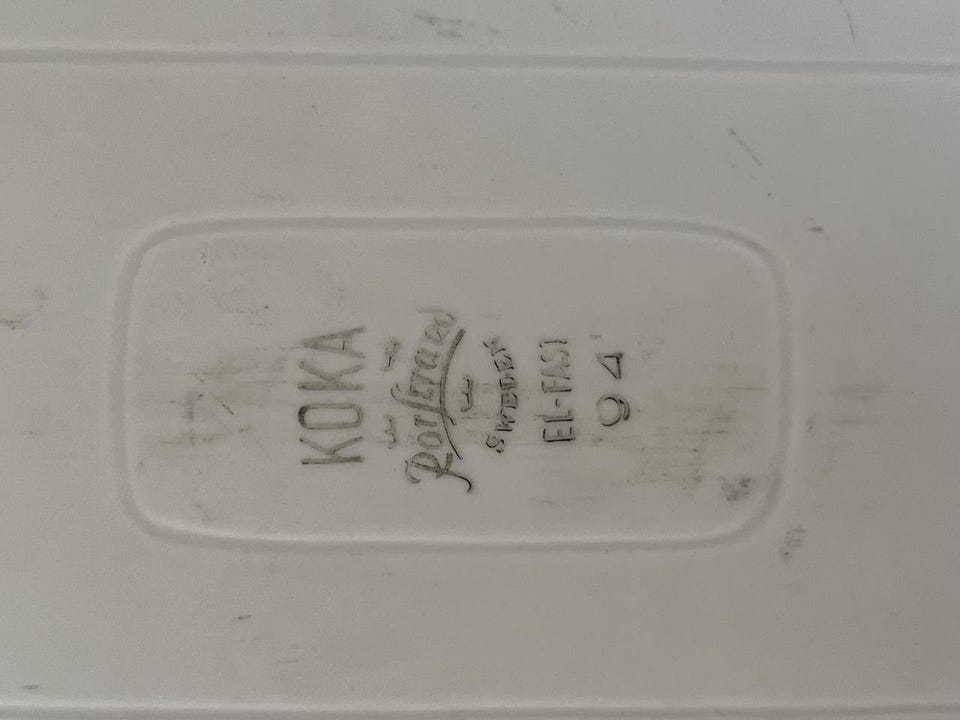 KOKA
Rörstrand
SWEDEN
EL-FAST
94